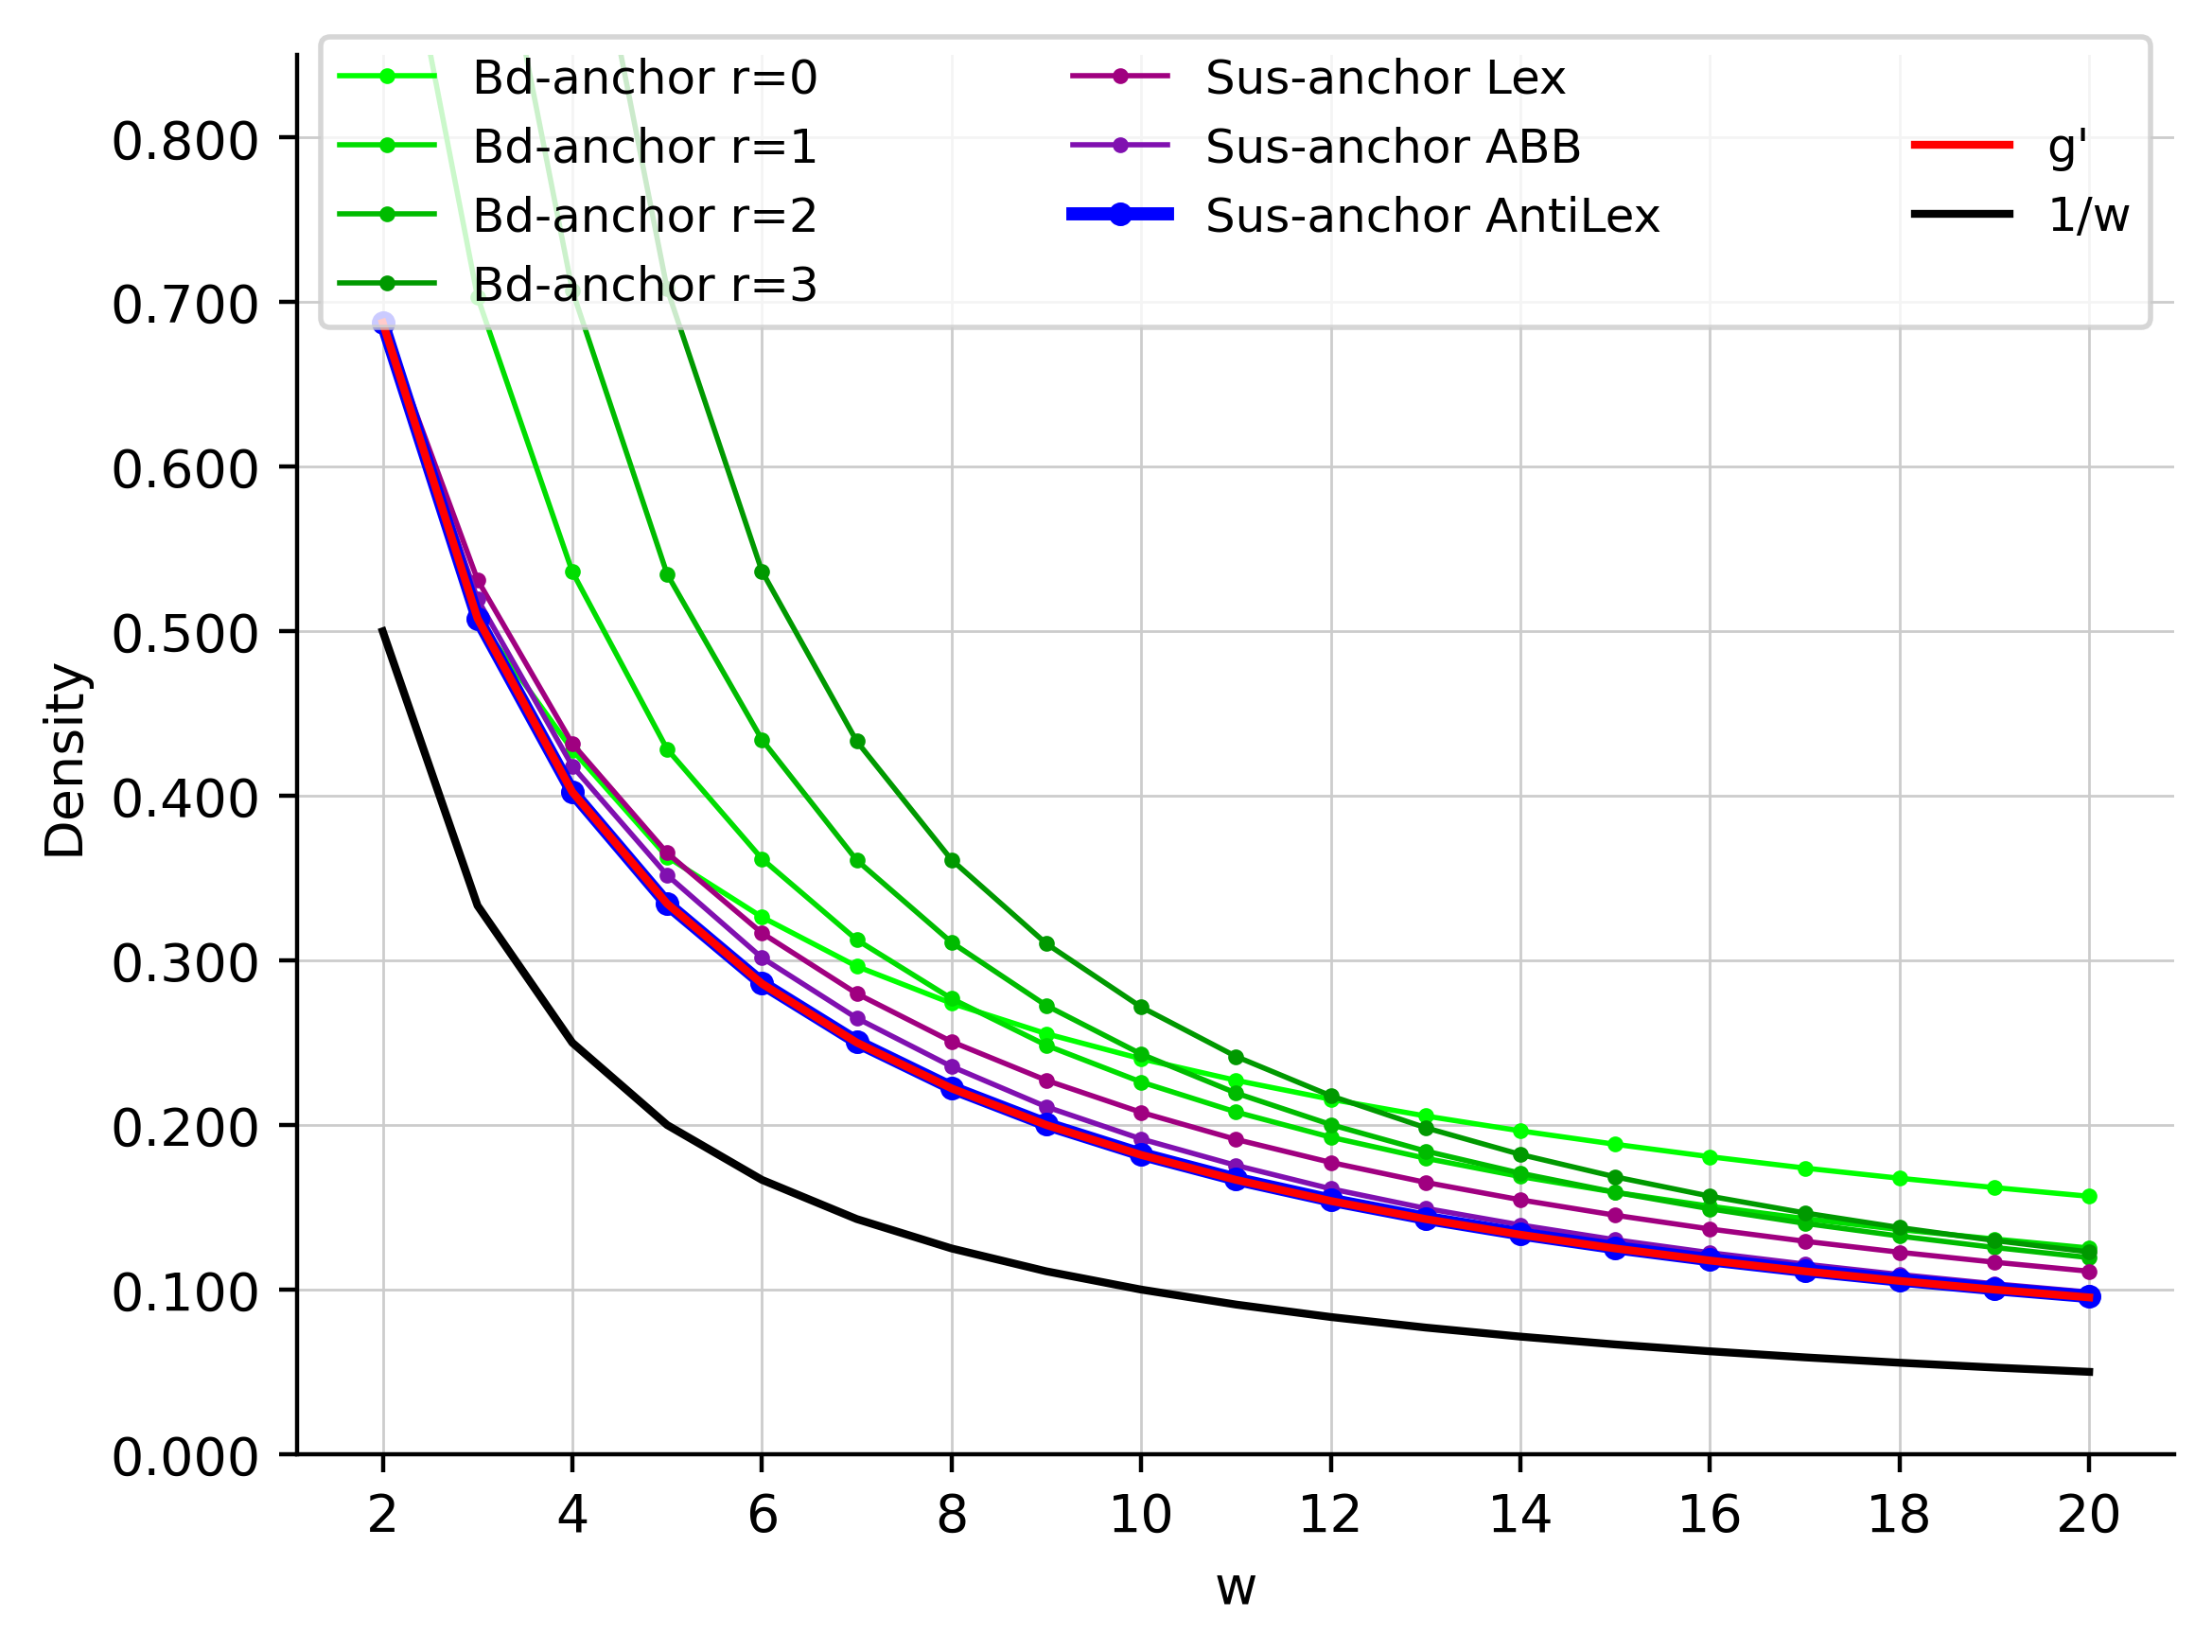 Bd-anchor r=0
Bd-anchor r=1
Bd-anchor r=2
Bd-anchor r=3
Sus-anchor Lex
Sus-anchor ABB
Sus-anchor AntiLex
g'
1/w
Density
0.800
0.700
0.600
0.500
0.400
0.300
0.200
0.100
0.000
2 4 6 8 10 12 14 16 18 20
w